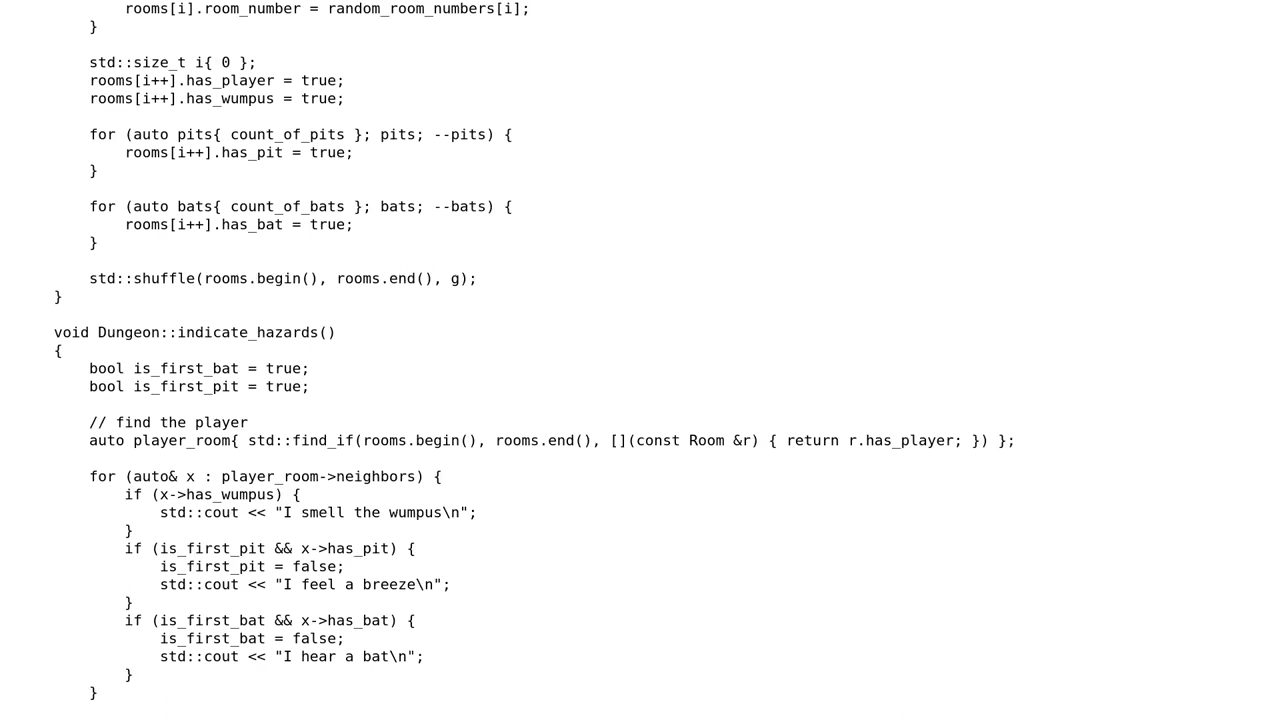 rooms[i].room_number = random_room_numbers[i];
    }

    std::size_t i{ 0 };
    rooms[i++].has_player = true;
    rooms[i++].has_wumpus = true;

    for (auto pits{ count_of_pits }; pits; --pits) {
        rooms[i++].has_pit = true;
    }

    for (auto bats{ count_of_bats }; bats; --bats) {
        rooms[i++].has_bat = true;
    }

    std::shuffle(rooms.begin(), rooms.end(), g);
}

void Dungeon::indicate_hazards()
{
    bool is_first_bat = true;
    bool is_first_pit = true;

    // find the player
    auto player_room{ std::find_if(rooms.begin(), rooms.end(), [](const Room &r) { return r.has_player; }) };

    for (auto& x : player_room->neighbors) {
        if (x->has_wumpus) {
            std::cout << "I smell the wumpus\n";
        }
        if (is_first_pit && x->has_pit) {
            is_first_pit = false;
            std::cout << "I feel a breeze\n";
        }
        if (is_first_bat && x->has_bat) {
            is_first_bat = false;
            std::cout << "I hear a bat\n";
        }
    }